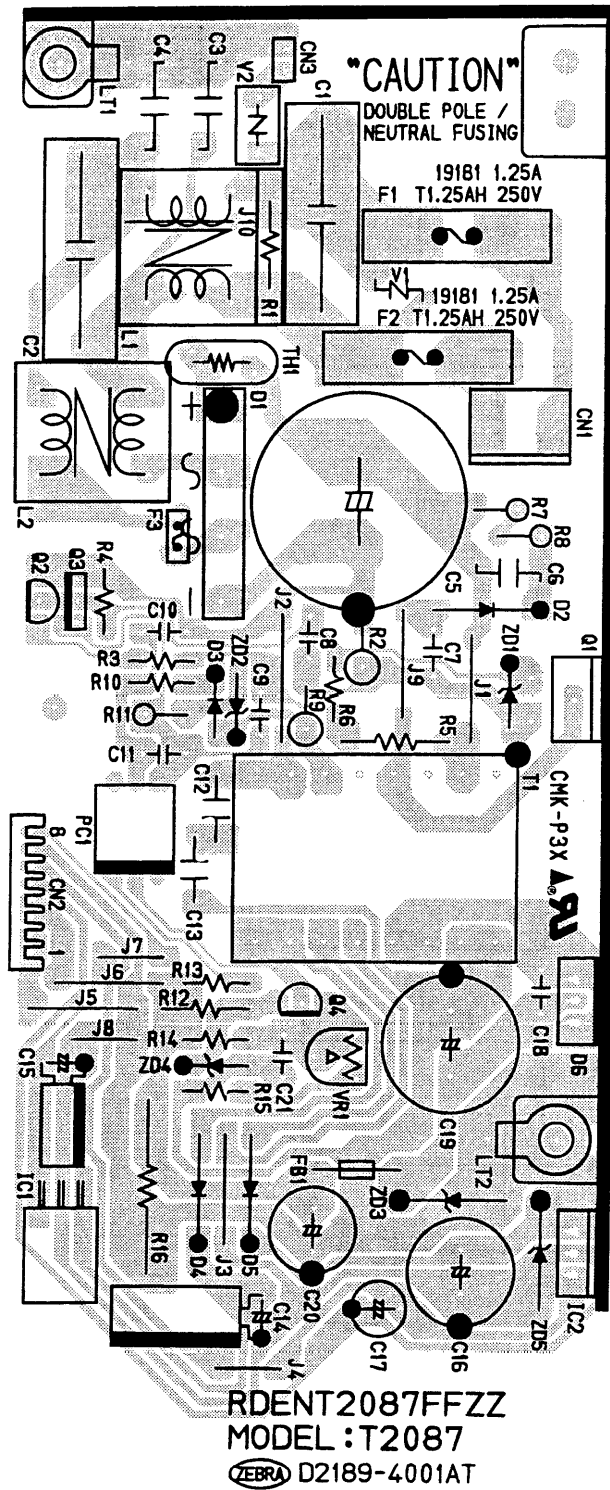 C4
C3
CN3
V2
LT1
"CAUTION"
DOUBLE POLE /
NEUTRAL FUSING
C1
19181 1.25A
F1 T1.25AH 250V
J10
R1
V1
19181 1.25A
F2 T1.25AH 250V
C2
L1
TH1
D1
CN1
L2
F3
R7
R8
Q2
Q3
R4
C5
C6
D2
C10
J2
C8
R2
J9
C7
ZD1
J1
Q1
R3
R10
R11
D3
ZD2
C9
R9
R6
R5
C11
C12
T1
PC1
CMK-P3X
8
CN2
1
C13
J7
J6
J5
J8
R13
R12
R14
ZD4
R15
Q4
C21
VR1
C18
D6
C15
C19
IC1
FB1
LT2
ZD3
R16
D4
J3
D5
C20
C14
C17
C16
ZD5
IC2
J4
RDENT2087FFZZ
MODEL:T2087
ZEBRA D2189-4001AT